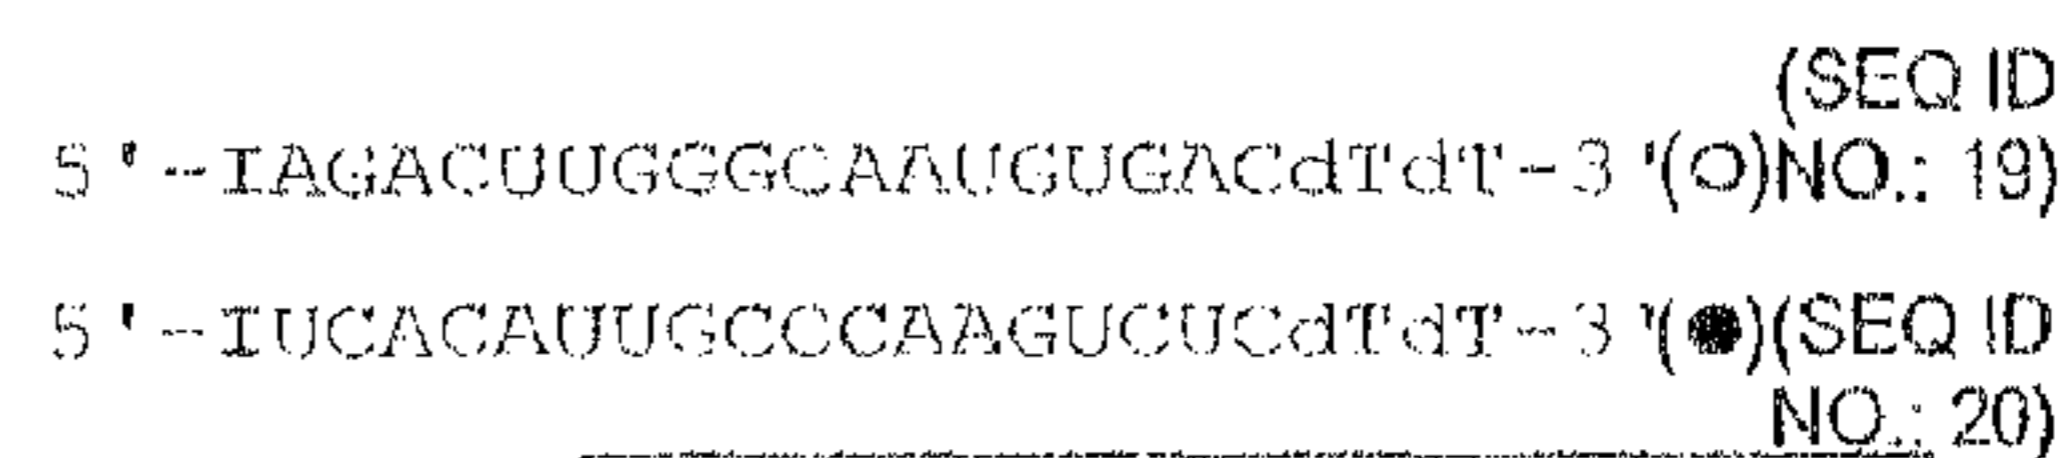 (SEQ ID
5'-IAGACUUGGGCAAUGUGACdTdT-3'(○)NO.: 19)
5'-IUCACAUUGCCCAAGUCUCdTdT-3'(●)(SEQ ID
NO.: 20)